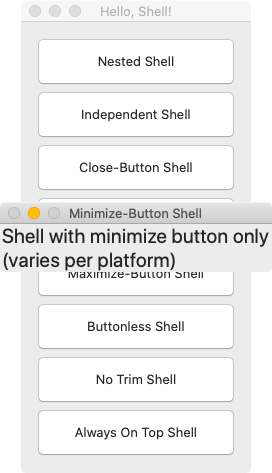 Hello, Shell!
Nested Shell
Independent Shell
Close-Button Shell
Minimize-Button Shell
Shell with minimize button only
(varies per platform)
Maximize-Button Shell
Buttonless Shell
No Trim Shell
Always On Top Shell